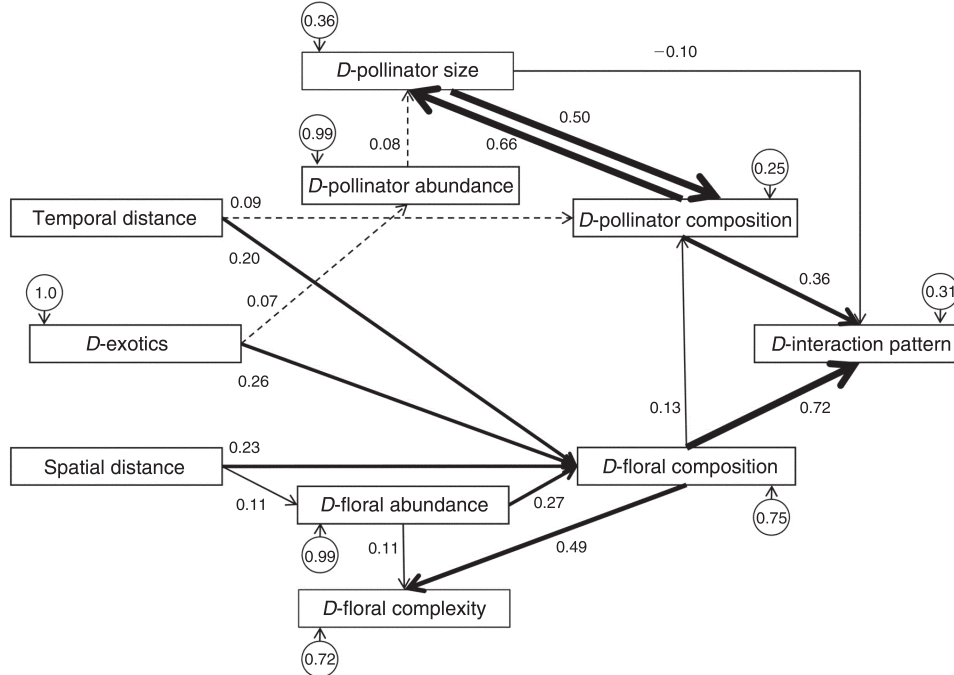 0.36
D-pollinator size
−0.10
0.50
0.99
0.08
0.66
D-pollinator abundance
0.25
0.09
Temporal distance
D-pollinator composition
0.20
0.36
1.0
0.07
0.31
D-exotics
D-interaction pattern
0.26
0.13
0.72
0.23
Spatial distance
D-floral composition
0.11
D-floral abundance
0.27
0.75
0.99
0.11
0.49
D-floral complexity
0.72